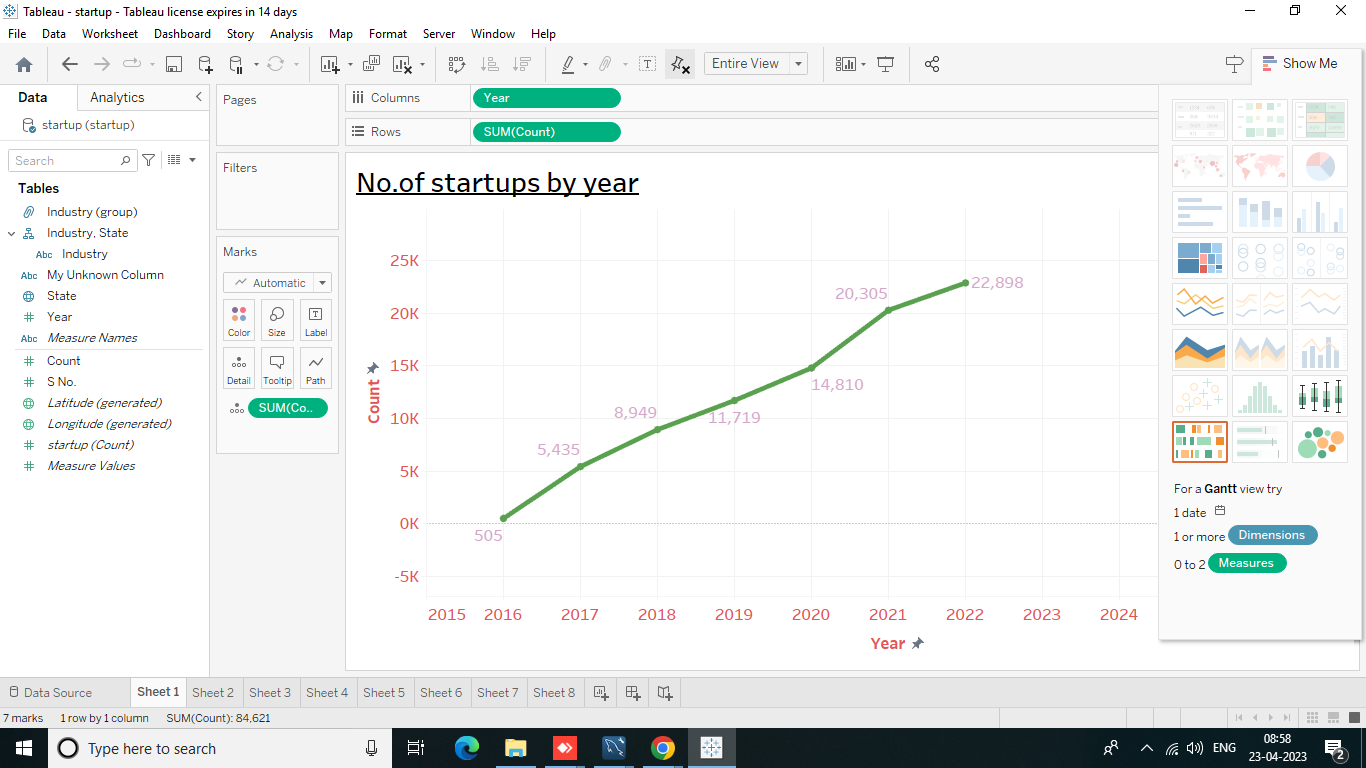 Tableau - startup - Tableau license expires in 14 days
File Data Worksheet Dashboard Story Analysis Map Format Server Window Help
Entire View
Show Me
Data Analytics
startup (startup)
Search
Tables
Industry (group)
Industry, State
Abc Industry
Abc My Unknown Column
State
Year
Abc Measure Names
Count
S No.
Latitude (generated)
Longitude (generated)
startup (Count)
Measure Values
Pages
Filters
Marks
Automatic
Color Size Label
Detail Tooltip Path
SUM(Co..
Columns Year
Rows SUM(Count)
No.of startups by year
25K
20K
15K
10K
5K
0K
-5K
Count
505
5,435
8,949
11,719
14,810
20,305
22,898
2015 2016 2017 2018 2019 2020 2021 2022 2023 2024
Year
For a Gantt view try
1 date
1 or more Dimensions
0 to 2 Measures
Data Source Sheet 1 Sheet 2 Sheet 3 Sheet 4 Sheet 5 Sheet 6 Sheet 7 Sheet 8
7 marks 1 row by 1 column SUM(Count): 84,621
Type here to search
ENG
08:58
23-04-2023
2